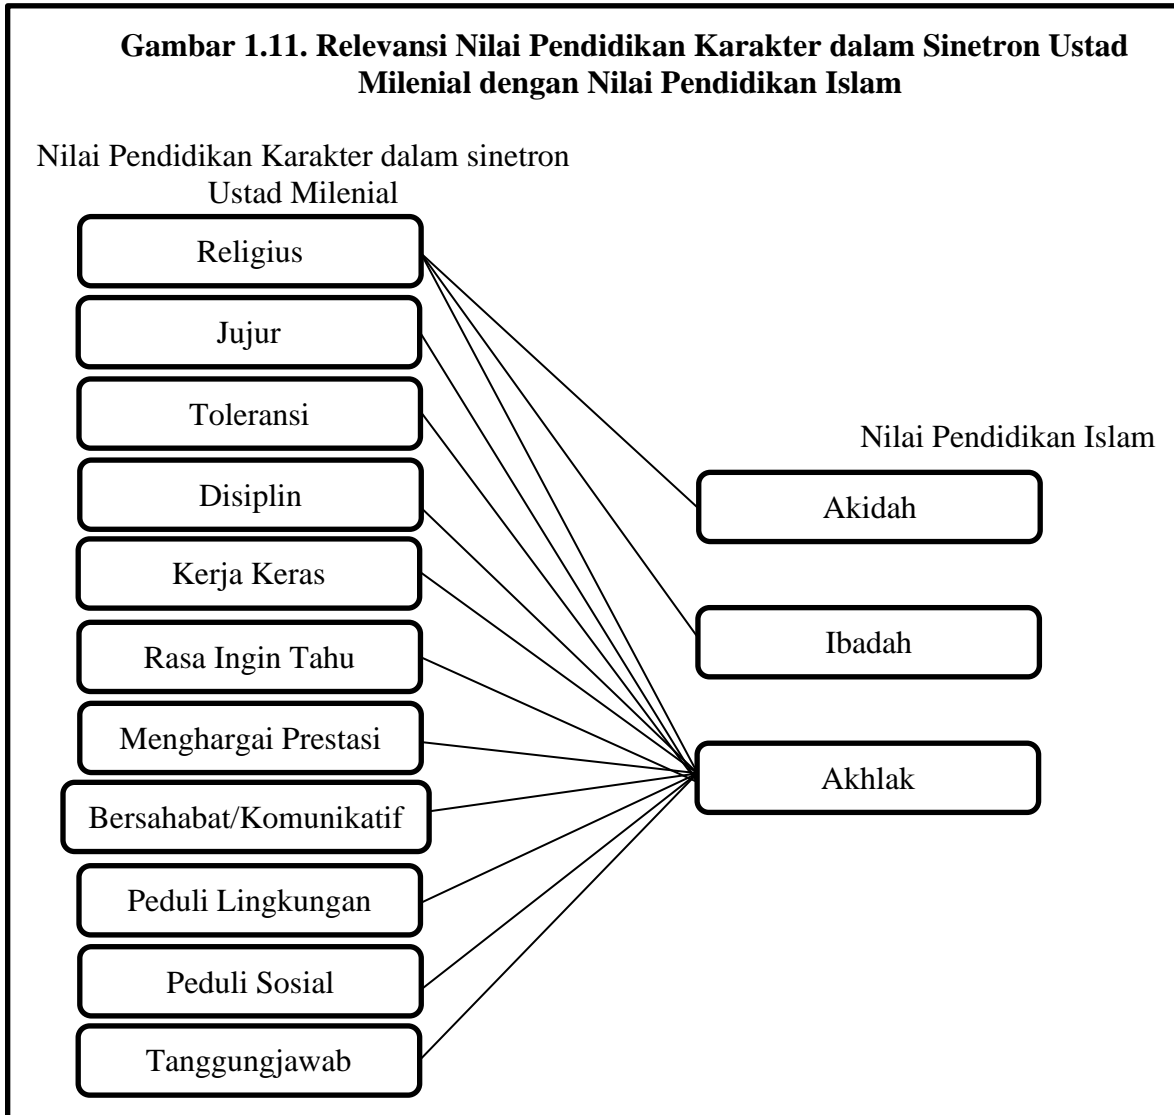 Gambar 1.11. Relevansi Nilai Pendidikan Karakter dalam Sinetron Ustad
Milenial dengan Nilai Pendidikan Islam
Nilai Pendidikan Karakter dalam sinetron
Ustad Milenial
Religius
Jujur
Toleransi
Disiplin
Kerja Keras
Rasa Ingin Tahu
Menghargai Prestasi
Bersahabat/Komunikatif
Peduli Lingkungan
Peduli Sosial
Tanggungjawab
Nilai Pendidikan Islam
Akidah
Ibadah
Akhlak